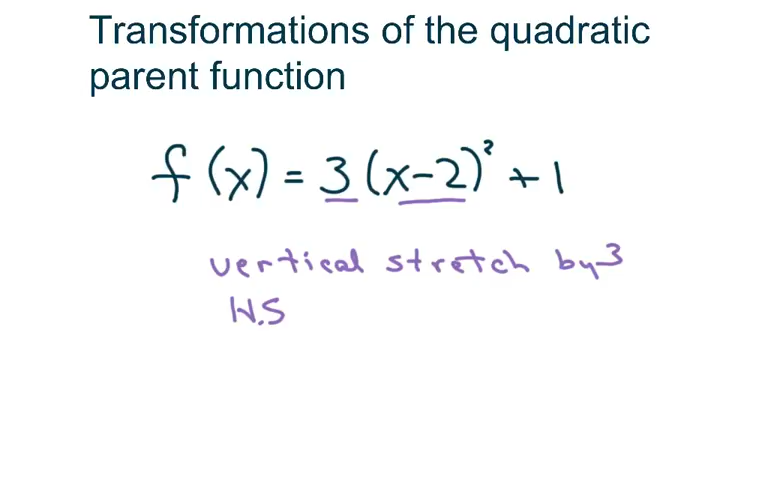 Transformations of the quadratic
parent function
f(x) = 3(x-2)² + 1
vertical stretch by 3
H.S